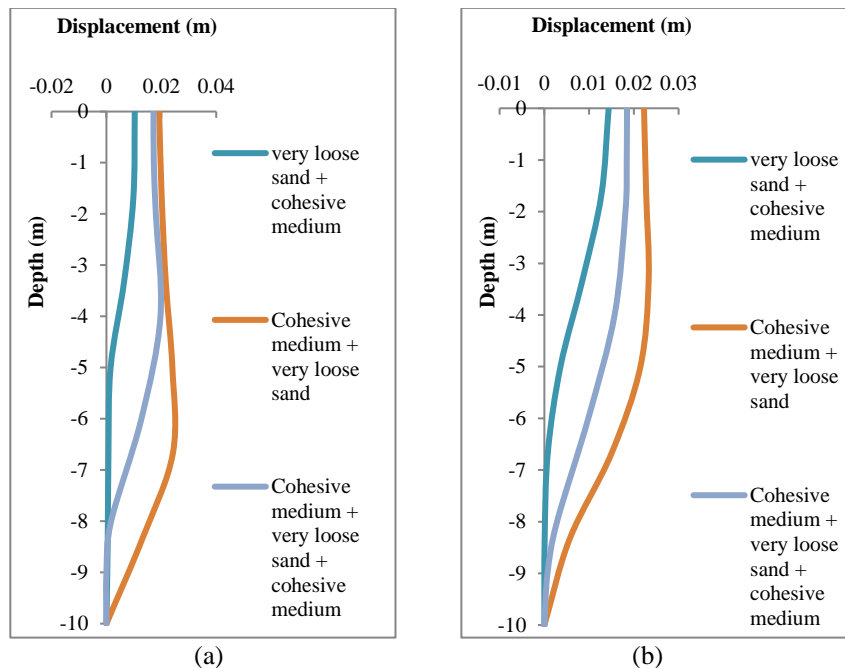 Displacement (m)
-0.02 0 0.02 0.04
0
-1
-2
-3
-4
-5
-6
-7
-8
-9
-10
Depth (m)
very loose
sand +
cohesive
medium
Cohesive
medium +
very loose
sand
Cohesive
medium +
very loose
sand +
cohesive
medium
(a)
Displacement (m)
-0.01 0 0.01 0.02 0.03
0
-1
-2
-3
-4
-5
-6
-7
-8
-9
-10
Depth (m)
very loose
sand +
cohesive
medium
Cohesive
medium +
very loose
sand
Cohesive
medium +
very loose
sand +
cohesive
medium
(b)